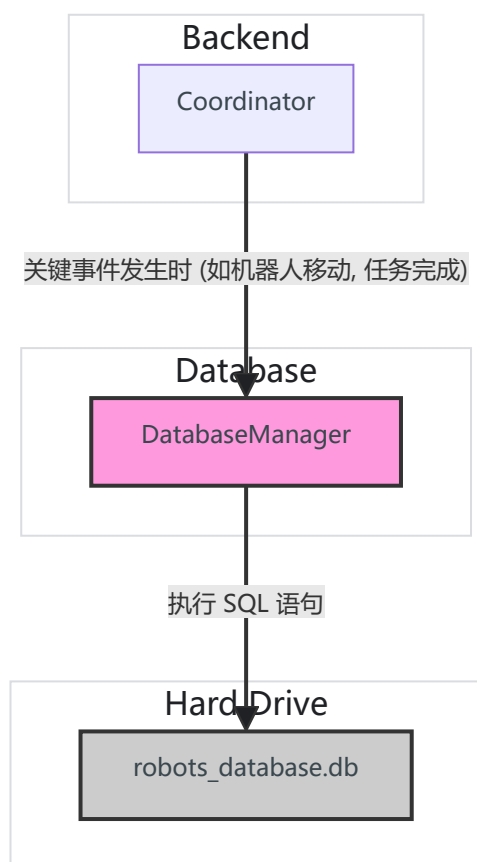 Backend
Coordinator
关键事件发生时 (如机器人移动, 任务完成)
Database
DatabaseManager
执行 SQL 语句
Hard Drive
robots_database.db